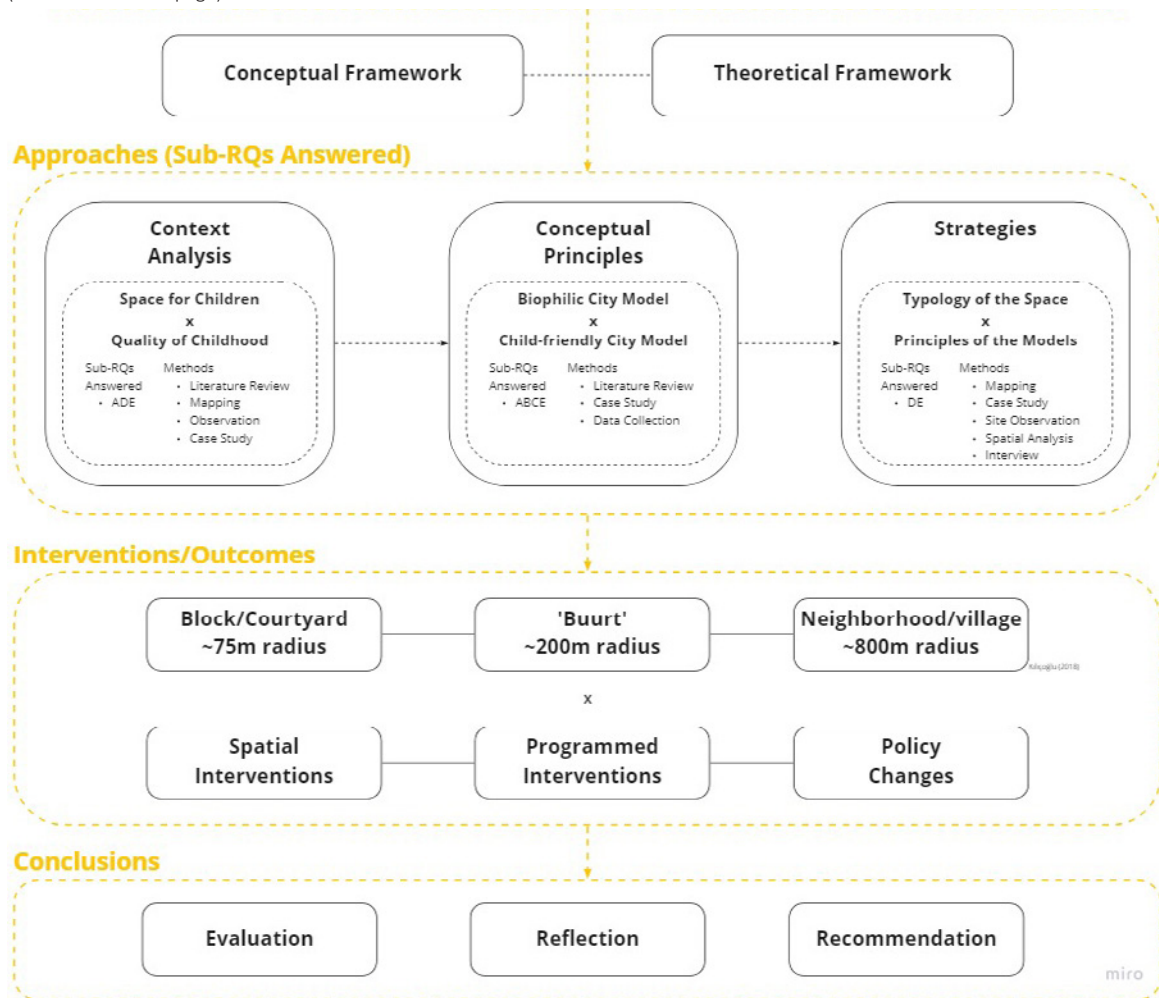 Conceptual Framework
Theoretical Framework
Approaches (Sub-RQs Answered)
Context
Analysis
Space for Children
x
Quality of Childhood
Sub-RQs
Answered
• ADE
Methods
• Literature Review
• Mapping
• Observation
• Case Study
Conceptual
Principles
Biophilic City Model
x
Child-friendly City Model
Sub-RQs
Answered
• ABCE
Methods
• Literature Review
• Case Study
• Data Collection
Strategies
Typology of the Space
x
Principles of the Models
Sub-RQs
Answered
• DE
Methods
• Mapping
• Case Study
• Site Observation
• Spatial Analysis
• Interview
Interventions/Outcomes
Block/Courtyard
~75m radius
'Buurt'
~200m radius
Neighborhood/village
~800m radius
(2018)
x
Spatial
Interventions
Programmed
Interventions
Policy
Changes
Conclusions
Evaluation
Reflection
Recommendation
miro